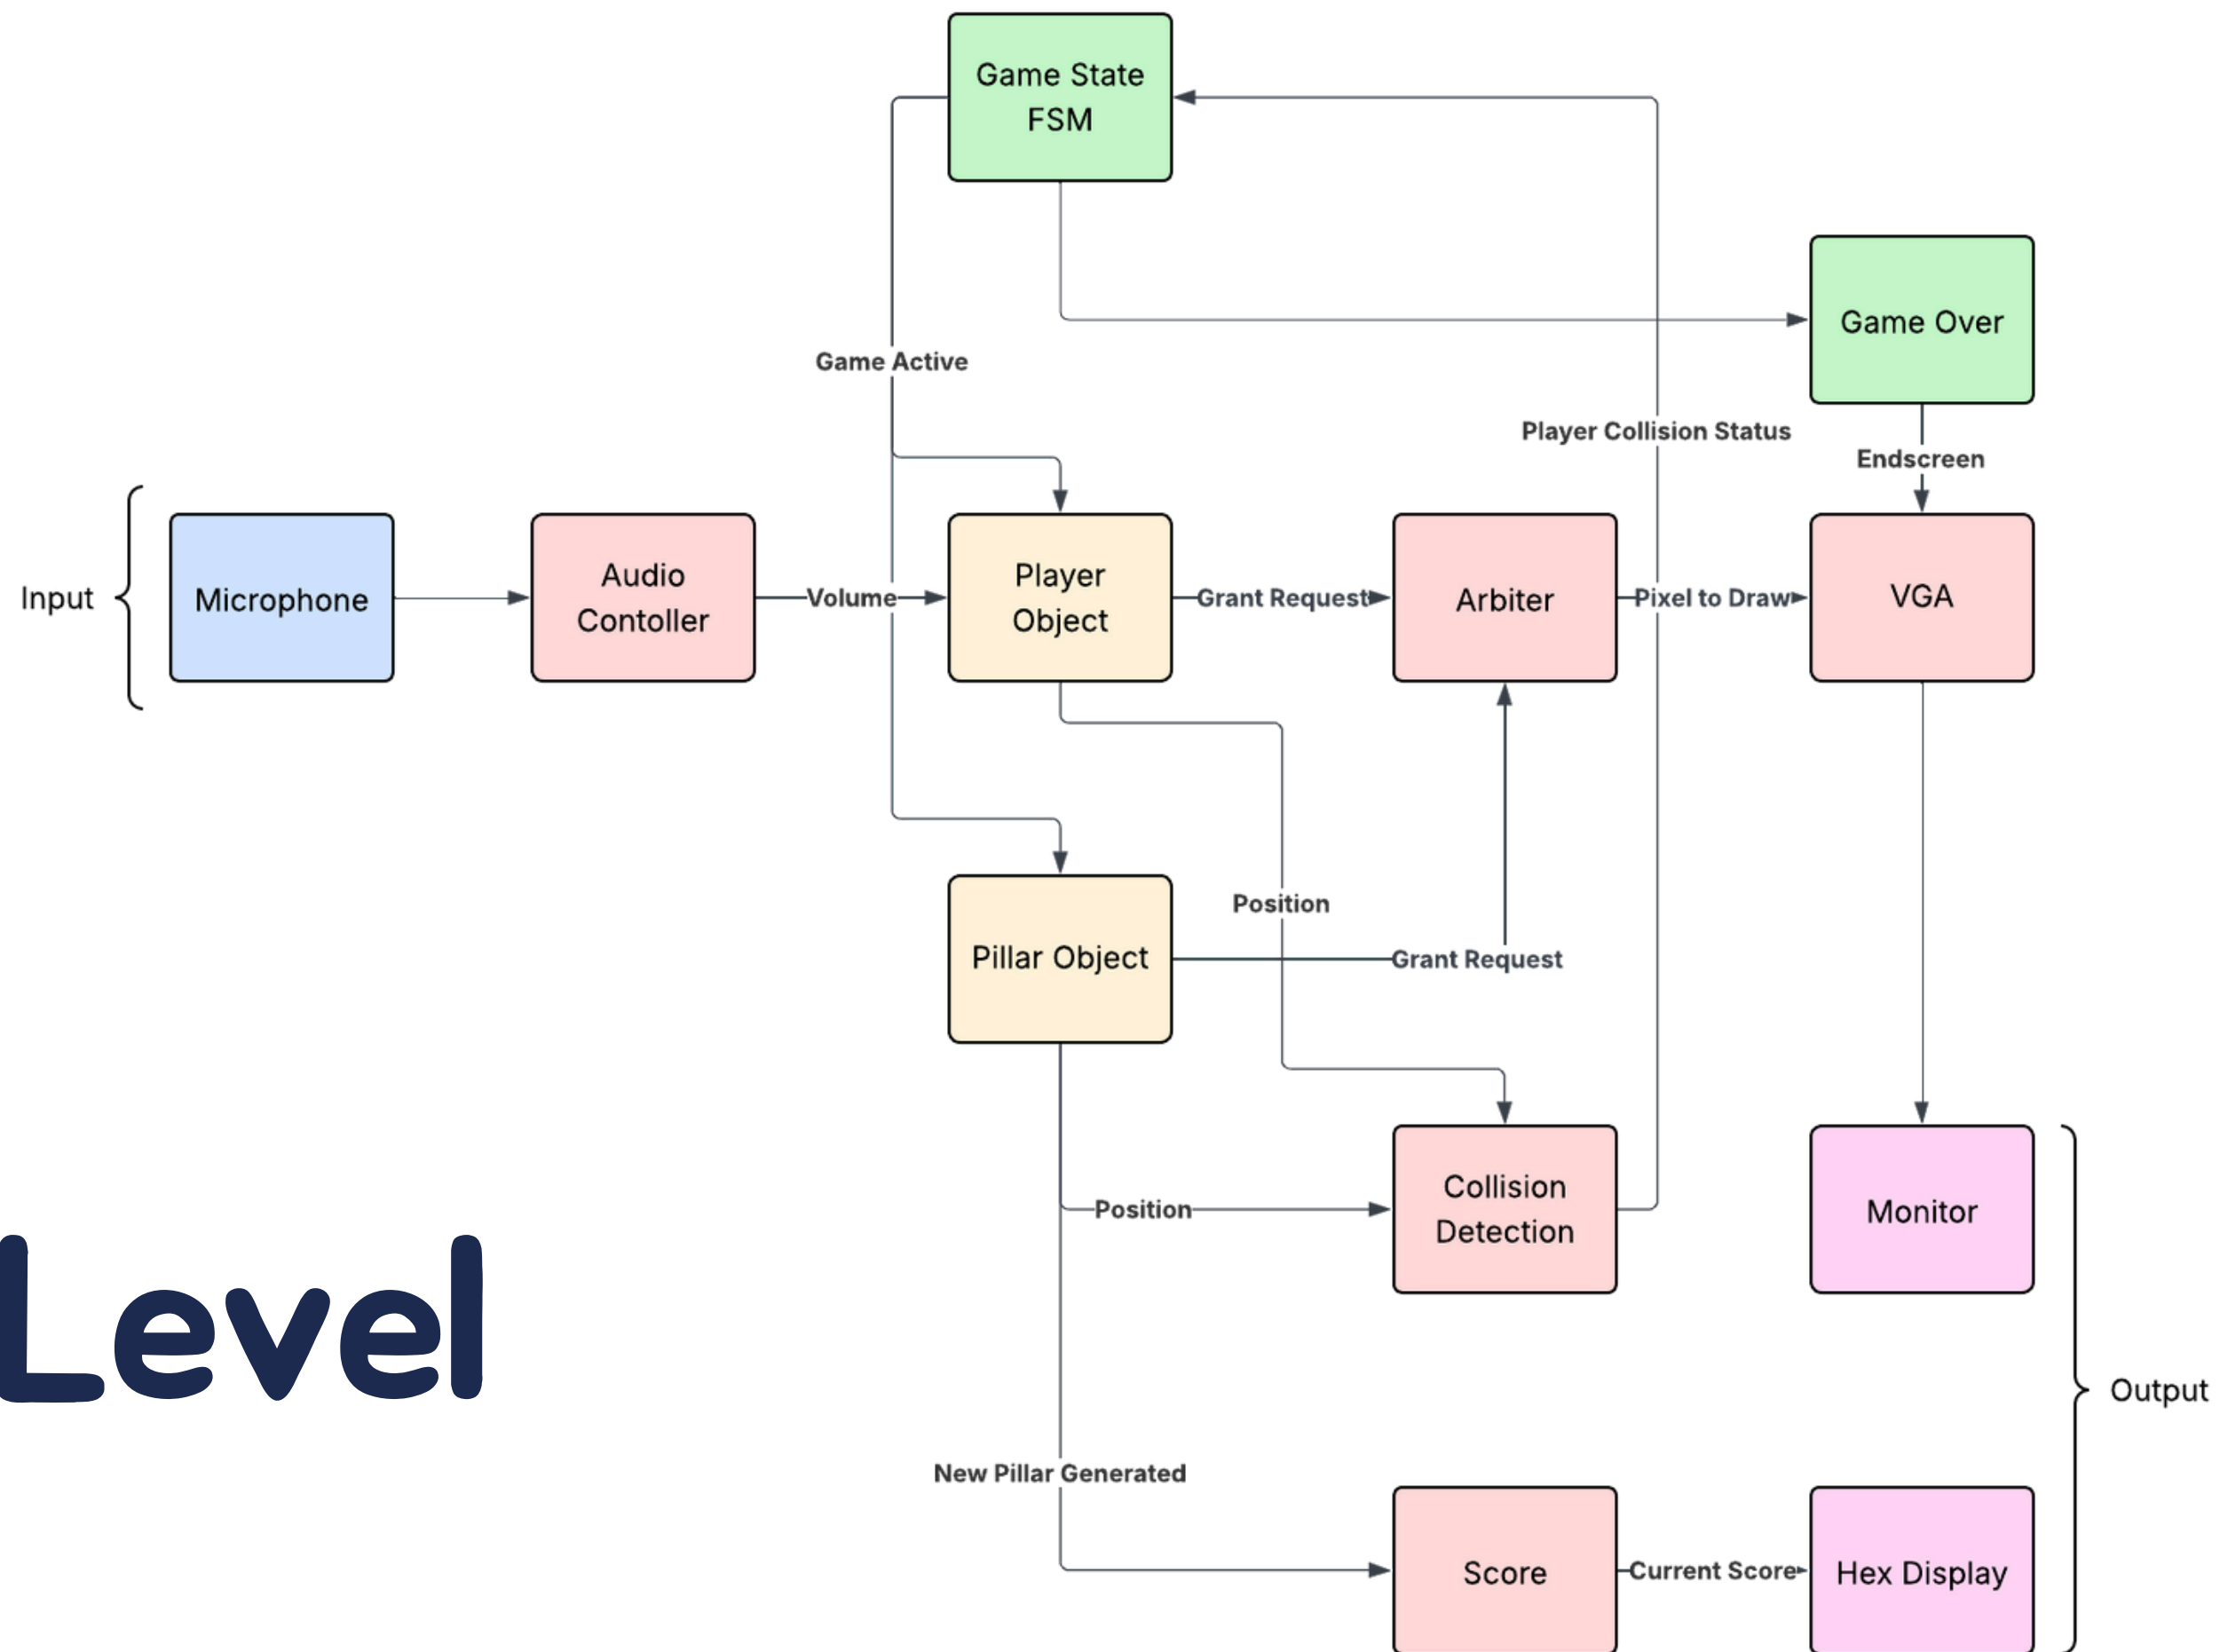 Game State
FSM
Game Over
Game Active
Player Collision Status
Endscreen
Input
Microphone
Audio
Contoller
Volume
Player
Object
Grant Request
Arbiter
Pixel to Draw
VGA
Position
Pillar Object
Grant Request
Position
Collision
Detection
Monitor
Level
Output
New Pillar Generated
Score
Current Score
Hex Display